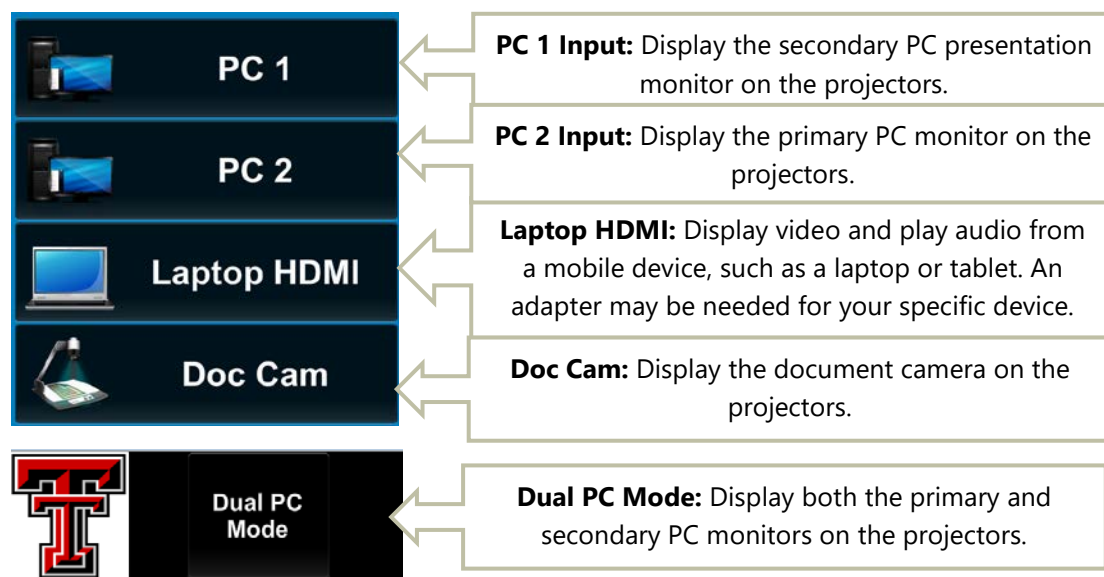 PC 1
PC 1 Input: Display the secondary PC presentation
monitor on the projectors.
PC 2
PC 2 Input: Display the primary PC monitor on the
projectors.
Laptop HDMI
Laptop HDMI: Display video and play audio from
a mobile device, such as a laptop or tablet. An
adapter may be needed for your specific device.
Doc Cam
Doc Cam: Display the document camera on the
projectors.
Dual PC
Mode
Dual PC Mode: Display both the primary and
secondary PC monitors on the projectors.